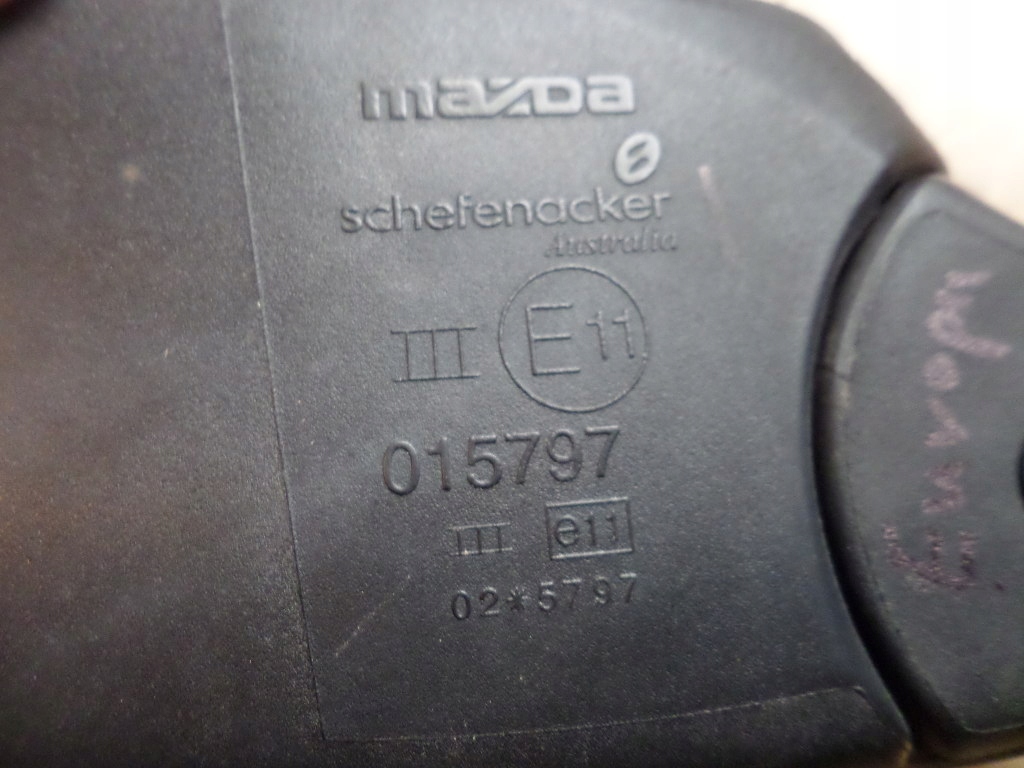 mazda
schefenacker
Australia
III E11
015797
III e11
02*5797